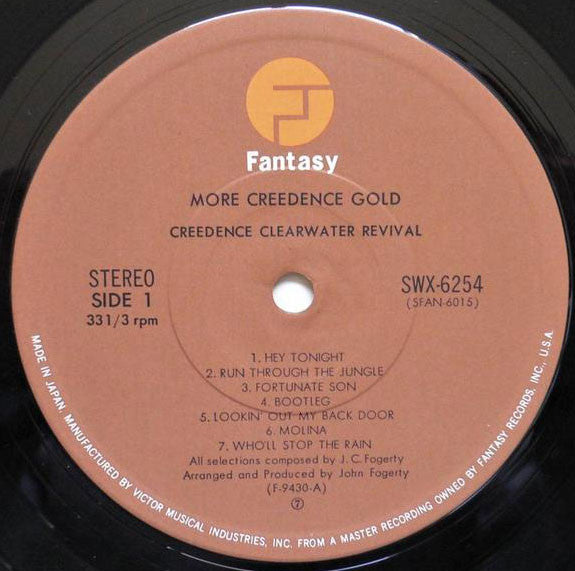 Fantasy
MORE CREEDENCE GOLD
CREEDENCE CLEARWATER REVIVAL
STEREO
SIDE 1
33 1/3 rpm
SWX-6254
(SFAN-6015)
1. HEY TONIGHT
2. RUN THROUGH THE JUNGLE
3. FORTUNATE SON
4. BOOTLEG
5. LOOKIN' OUT MY BACK DOOR
6. MOLINA
7. WHO'LL STOP THE RAIN
All selections composed by J. C. Fogerty
Arranged and Produced by John Fogerty
(F-9430-A)
⑦
MADE IN JAPAN. MANUFACTURED BY VICTOR MUSICAL INDUSTRIES, INC. FROM A MASTER RECORDING OWNED BY FANTASY RECORDS, INC., U.S.A.